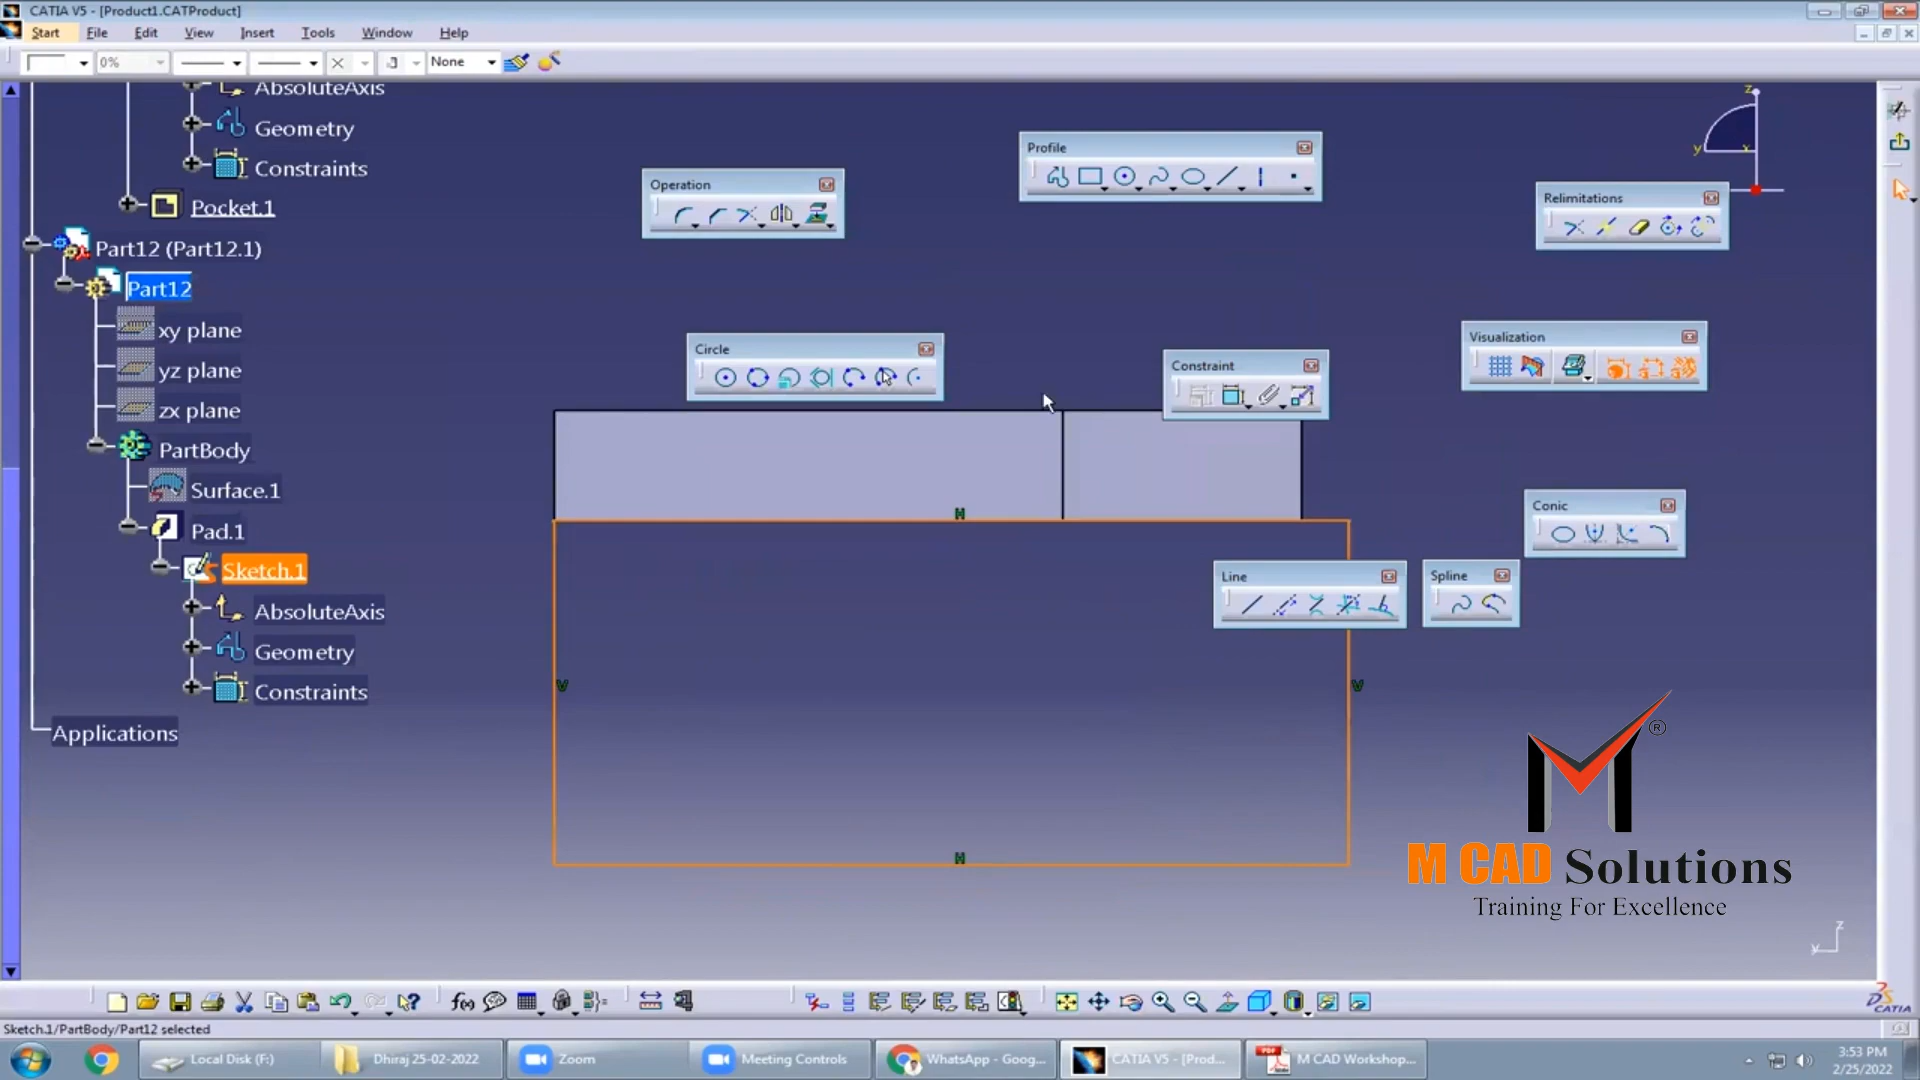 CATIA V5 - [Product1.CATProduct]
Start File Edit View Insert Tools Window Help
0% None
AbsoluteAxis
Geometry
Constraints
Pocket.1
Part12 (Part12.1)
Part12
xy plane
yz plane
zx plane
PartBody
Surface.1
Pad.1
Sketch.1
AbsoluteAxis
Geometry
Constraints
Applications
Operation
Profile
Relimitations
Circle
Constraint
Visualization
Conic
Line
Spline
z
y
x
H
V
V
H
®
M CAD Solutions
Training For Excellence
z
y
f(x)
DS
CATIA
Sketch.1/PartBody/Part12 selected
Local Disk (F:)
Dhiraj 25-02-2022
Zoom
Meeting Controls
WhatsApp - Goog...
CATIA V5 - [Prod...
PDF
M CAD Workshop...
3:53 PM
2/25/2022